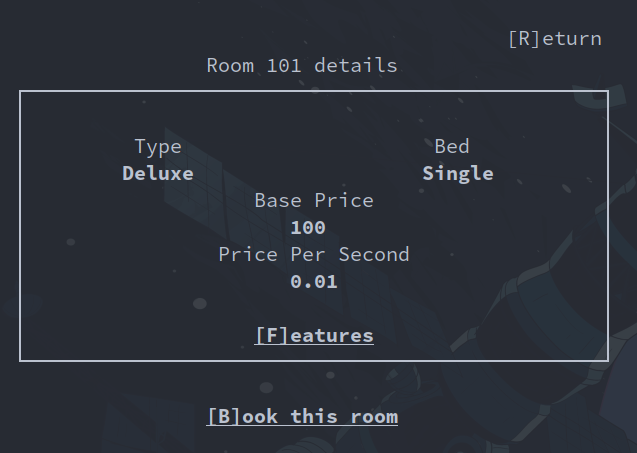 [R]eturn
Room 101 details
Type Bed
Deluxe Single
Base Price
100
Price Per Second
0.01
[F]eatures
[B]ook this room